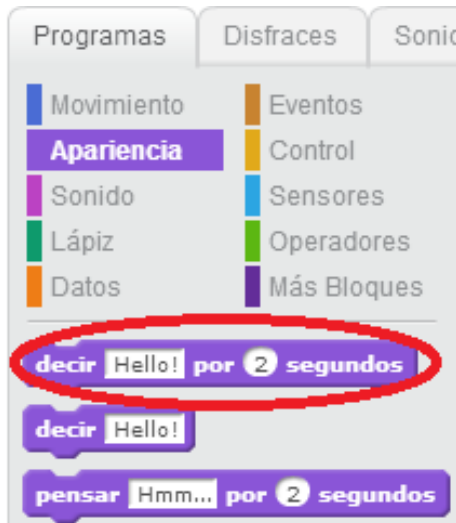 Programas Disfraces
Movimiento Eventos
Apariencia Control
Sonido Sensores
Lápiz Operadores
Datos Más Bloques
decir Hello! por 2 segundos
decir Hello!
pensar Hmm... por 2 segundos